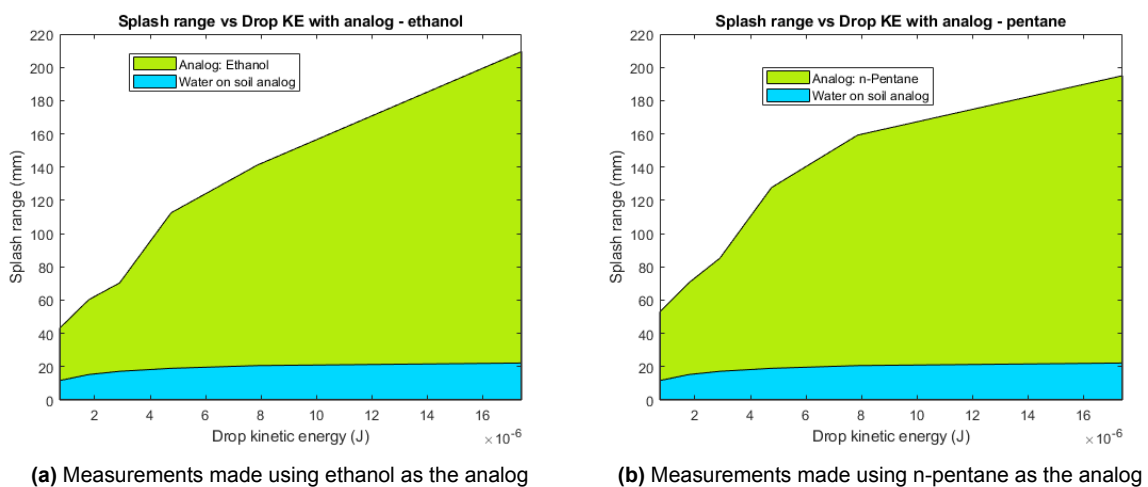 Splash range vs Drop KE with analog - ethanol
220
200
180
160
140
120
100
80
60
40
20
0
Splash range (mm)
Analog: Ethanol
Water on soil analog
2 4 6 8 10 12 14 16
Drop kinetic energy (J)
×10-6
(a) Measurements made using ethanol as the analog
Splash range vs Drop KE with analog - pentane
220
200
180
160
140
120
100
80
60
40
20
0
Splash range (mm)
Analog: n-Pentane
Water on soil analog
2 4 6 8 10 12 14 16
Drop kinetic energy (J)
×10-6
(b) Measurements made using n-pentane as the analog